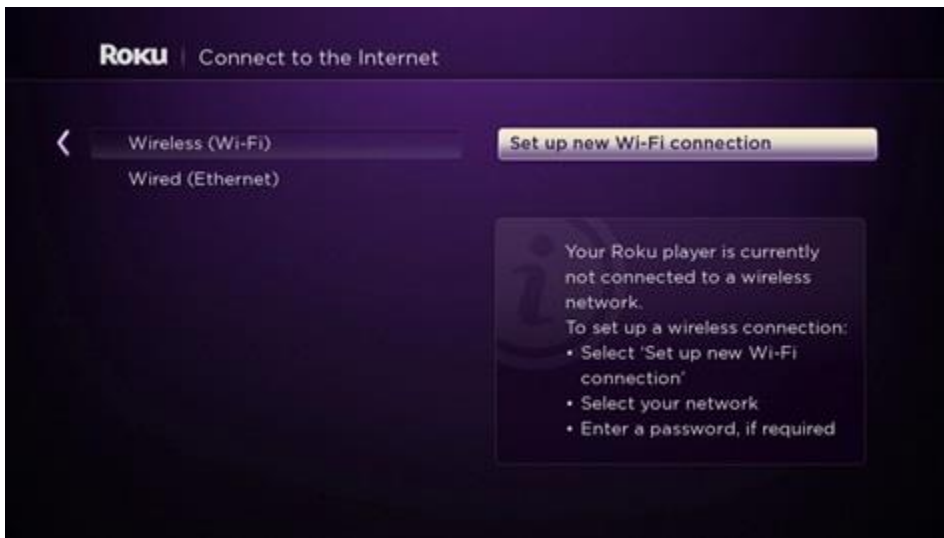 Roku | Connect to the Internet
Wireless (Wi-Fi)
Wired (Ethernet)
Set up new Wi-Fi connection
Your Roku player is currently
not connected to a wireless
network.
To set up a wireless connection:
• Select 'Set up new Wi-Fi
connection'
• Select your network
• Enter a password, if required